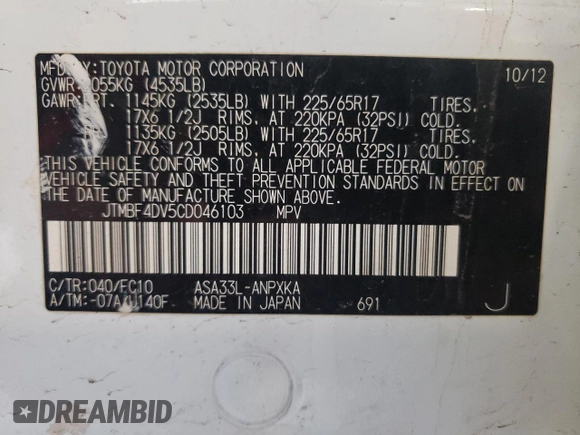 MFD. BY: TOYOTA MOTOR CORPORATION 10/12
GVWR: 2055KG (4535LB)
GAWR: FRT. 1145KG (2535LB) WITH 225/65R17 TIRES.
17X6 1/2J RIMS. AT 220KPA (32PSI) COLD.
1135KG (2505LB) WITH 225/65R17 TIRES.
17X6 1/2J RIMS. AT 220KPA (32PSI) COLD.
THIS VEHICLE CONFORMS TO ALL APPLICABLE FEDERAL MOTOR
VEHICLE SAFETY AND THEFT PREVENTION STANDARDS IN EFFECT ON
THE DATE OF MANUFACTURE SHOWN ABOVE.
JTMBF4DV5CD046103 MPV
C/TR: 040/FC10 ASA33L-ANPXKA
A/TM: -07A/U140F MADE IN JAPAN 691 J
DREAMBID